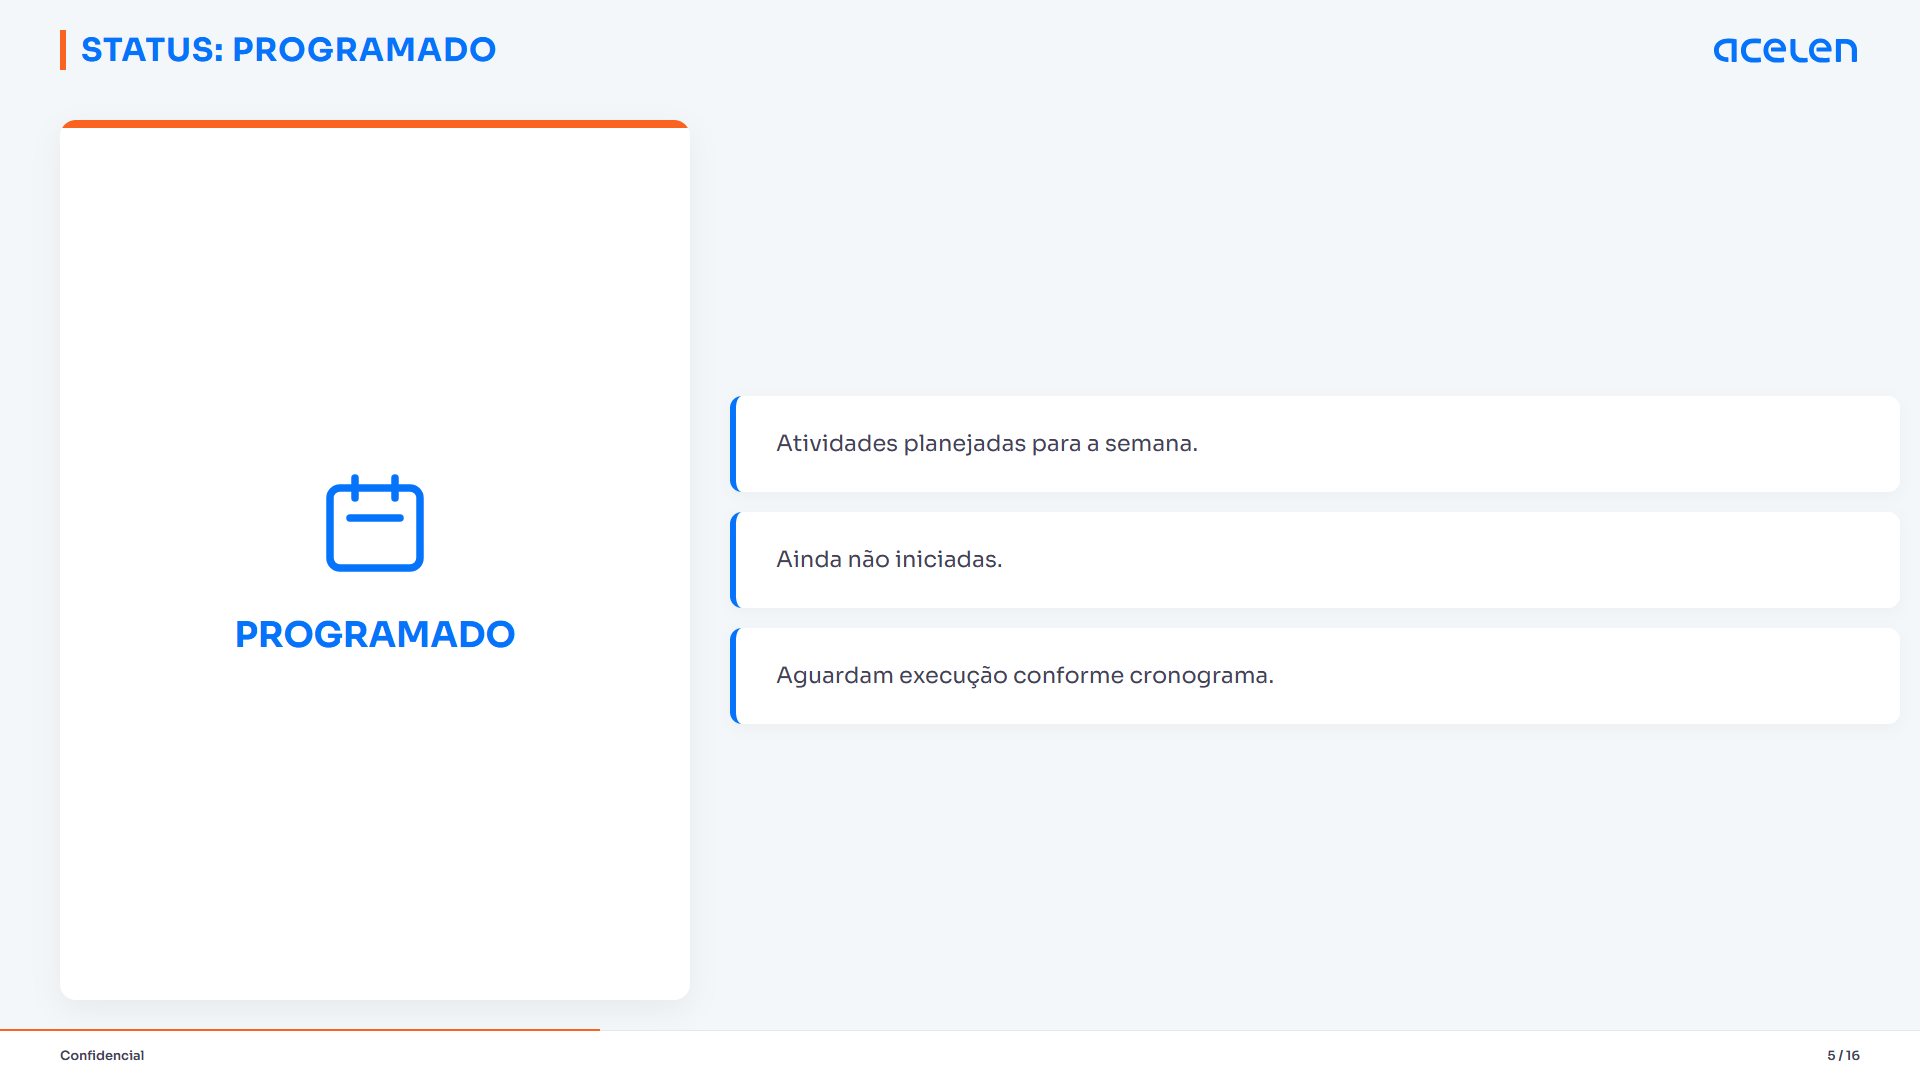 STATUS: PROGRAMADO
acelen
PROGRAMADO
Atividades planejadas para a semana.
Ainda não iniciadas.
Aguardam execução conforme cronograma.
Confidencial
5 / 16